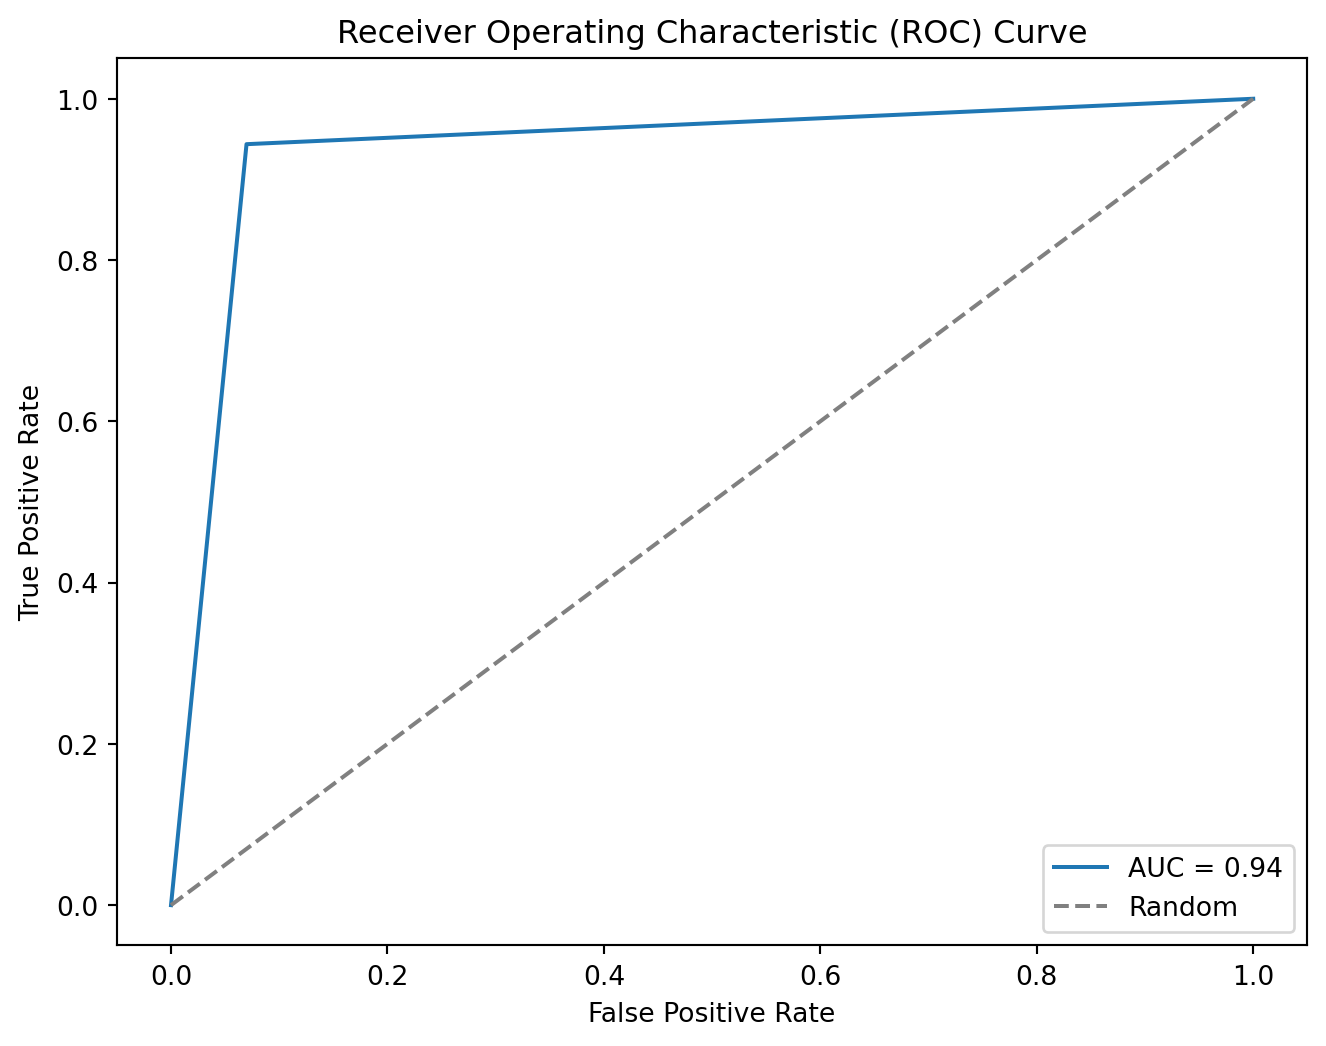 Receiver Operating Characteristic (ROC) Curve
1.0
0.8
0.6
0.4
0.2
0.0
True Positive Rate
0.0 0.2 0.4 0.6 0.8 1.0
False Positive Rate
AUC = 0.94
Random